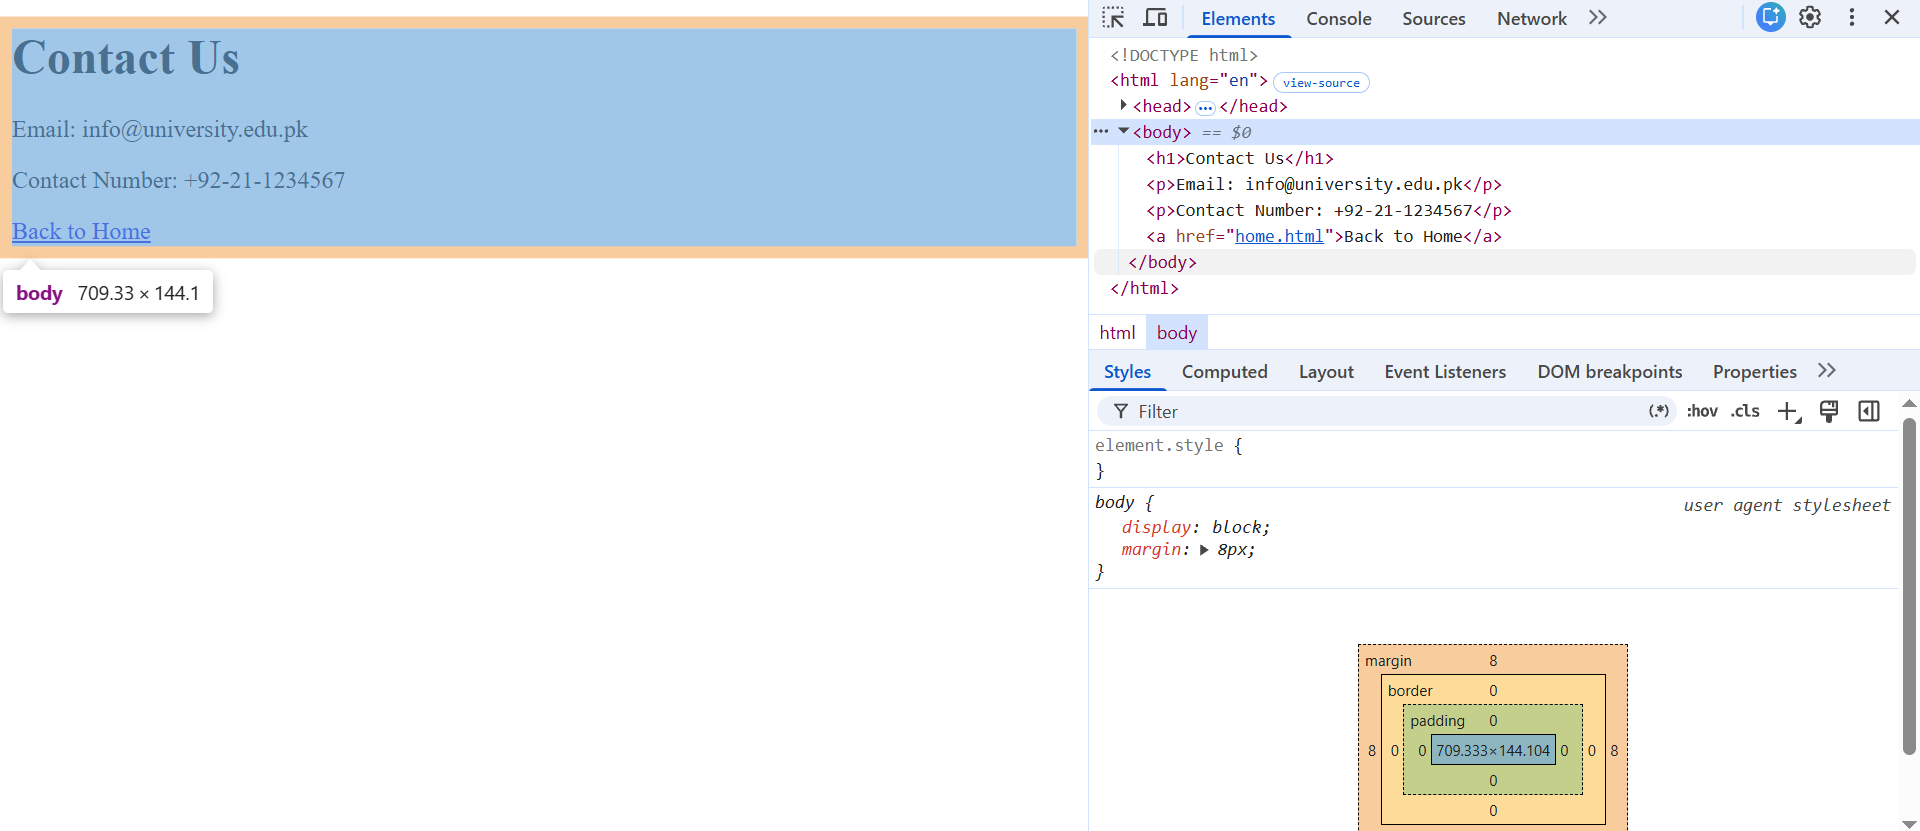 Contact Us
Email: info@university.edu.pk
Contact Number: +92-21-1234567
Back to Home
body 709.33 × 144.1
Elements Console Sources Network
<!DOCTYPE html>
<html lang="en"> view-source
<head> ... </head>
... <body> == $0
<h1>Contact Us</h1>
<p>Email: info@university.edu.pk</p>
<p>Contact Number: +92-21-1234567</p>
<a href="home.html">Back to Home</a>
</body>
</html>
html body
Styles Computed Layout Event Listeners DOM breakpoints Properties
Filter (.*) :hov .cls
element.style {
}
body { user agent stylesheet
display: block;
margin: 8px;
}
margin 8
border 0
padding 0
8 0 0 709.333×144.104 0 0 8
0
0